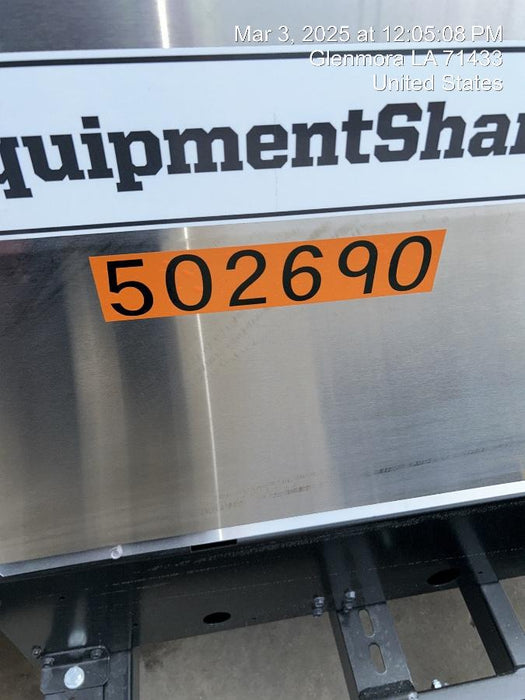 Mar 3, 2025 at 12:05:08 PM
Glenmora LA 71433
United States
quipmentShar
502690